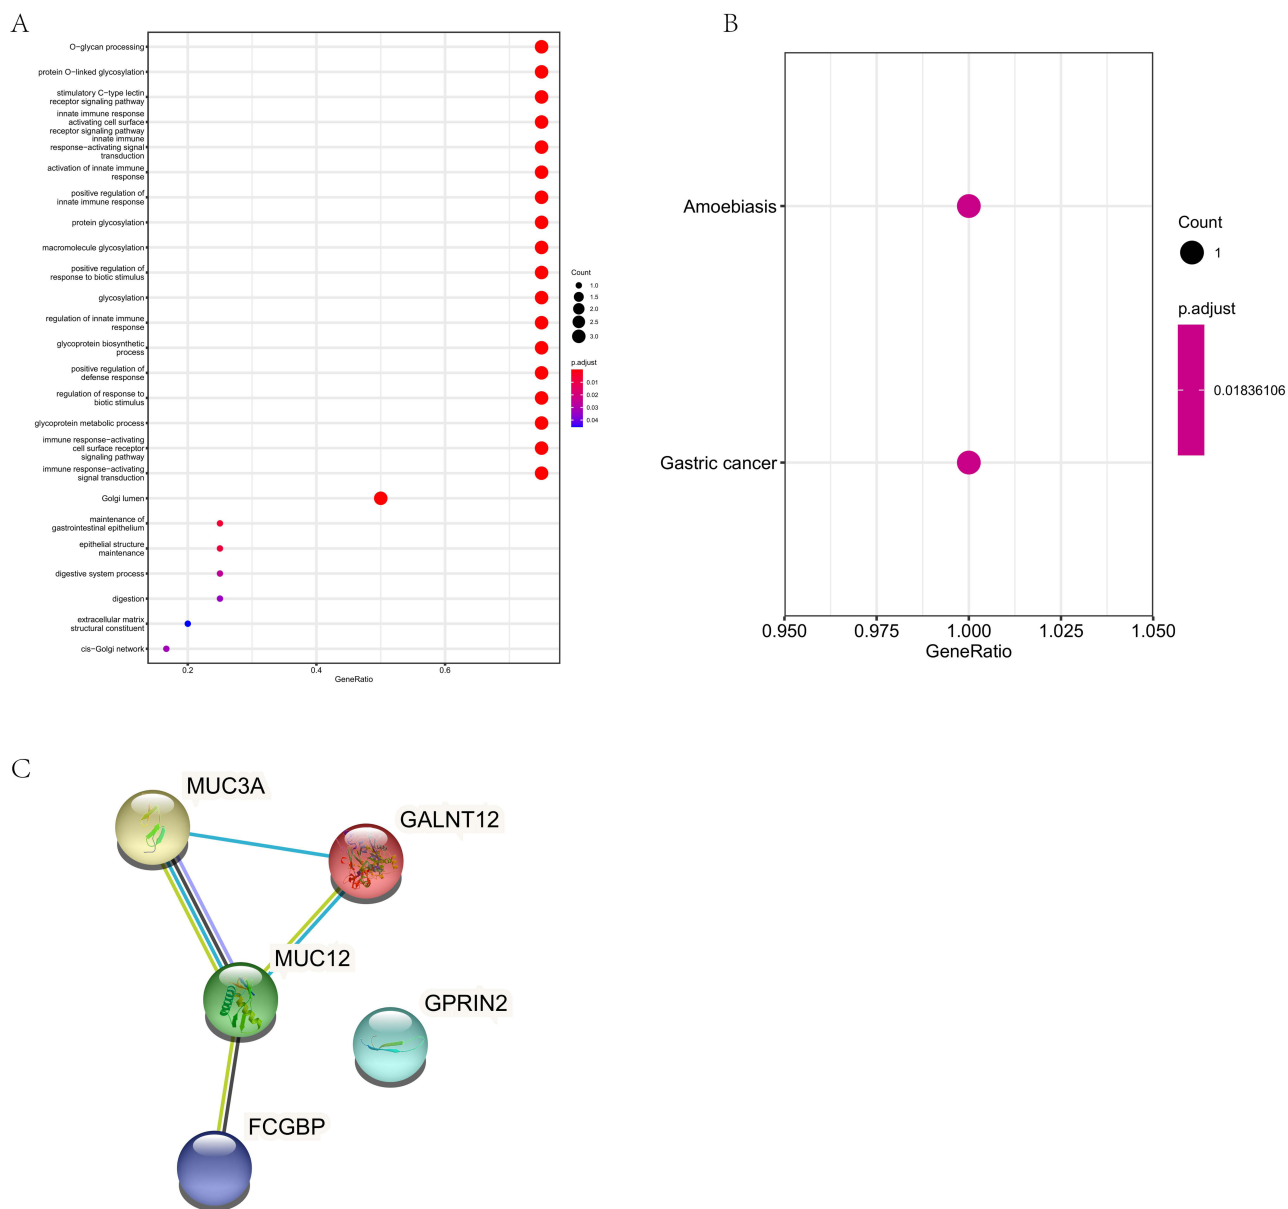 A
O−glycan processing
protein O−linked glycosylation
stimulatory C−type lectin
receptor signaling pathway
innate immune response
activating cell surface
receptor signaling pathway
innate immune
response−activating signal
transduction
activation of innate immune
response
positive regulation of
innate immune response
protein glycosylation
macromolecule glycosylation
positive regulation of
response to biotic stimulus
glycosylation
regulation of innate immune
response
glycoprotein biosynthetic
process
positive regulation of
defense response
regulation of response to
biotic stimulus
glycoprotein metabolic process
immune response−activating
cell surface receptor
signaling pathway
immune response−activating
signal transduction
Golgi lumen
maintenance of
gastrointestinal epithelium
epithelial structure
maintenance
digestive system process
digestion
extracellular matrix
structural constituent
cis−Golgi network
0.2 0.4 0.6
GeneRatio
Count
1.0
1.5
2.0
2.5
3.0
p.adjust
0.01
0.02
0.03
0.04
B
Amoebiasis
Gastric cancer
0.950 0.975 1.000 1.025 1.050
GeneRatio
Count
1
p.adjust
0.01836106
C
MUC3A
GALNT12
MUC12
GPRIN2
FCGBP